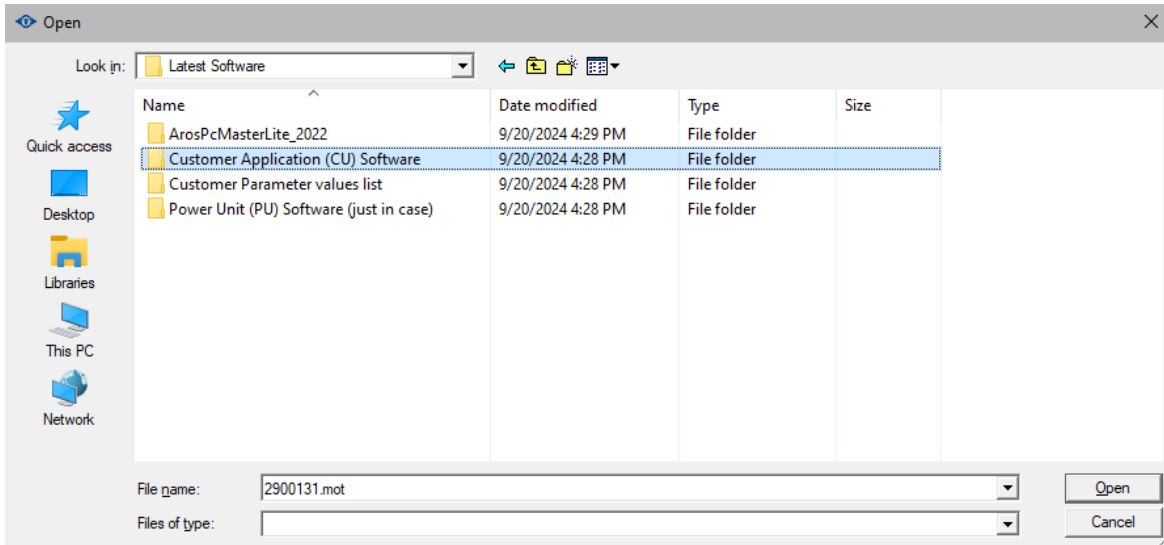 Open
Look in: Latest Software
Name Date modified Type Size
ArosPcMasterLite_2022 9/20/2024 4:29 PM File folder
Customer Application (CU) Software 9/20/2024 4:28 PM File folder
Customer Parameter values list 9/20/2024 4:28 PM File folder
Power Unit (PU) Software (just in case) 9/20/2024 4:28 PM File folder
Quick access
Desktop
Libraries
This PC
Network
File name: 2900131.mot Open
Files of type: Cancel